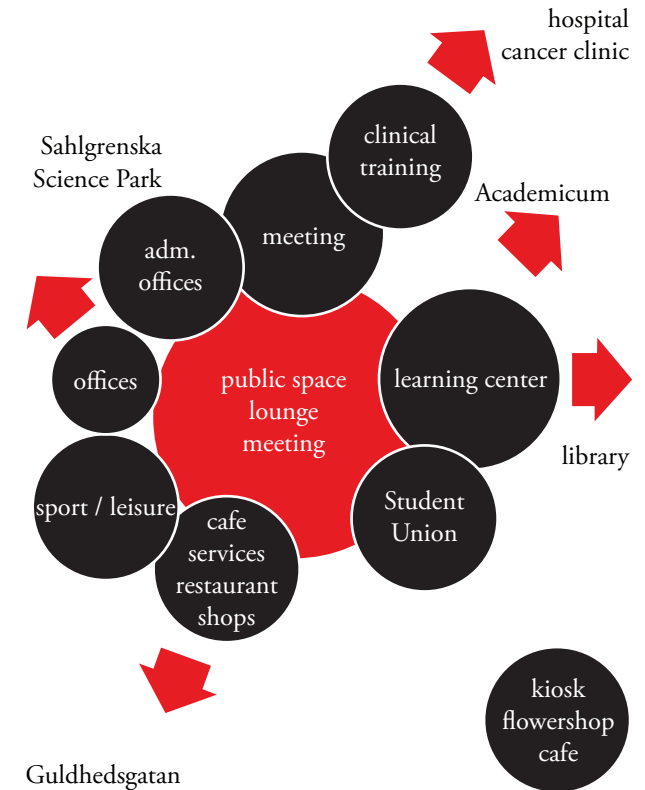 hospital
cancer clinic
clinical
training
Sahlgrenska
Science Park
Academicum
meeting
adm.
offices
offices
public space
lounge
meeting
learning center
library
sport / leisure
Student
Union
cafe
services
restaurant
shops
kiosk
flowershop
cafe
Guldhedsgatan